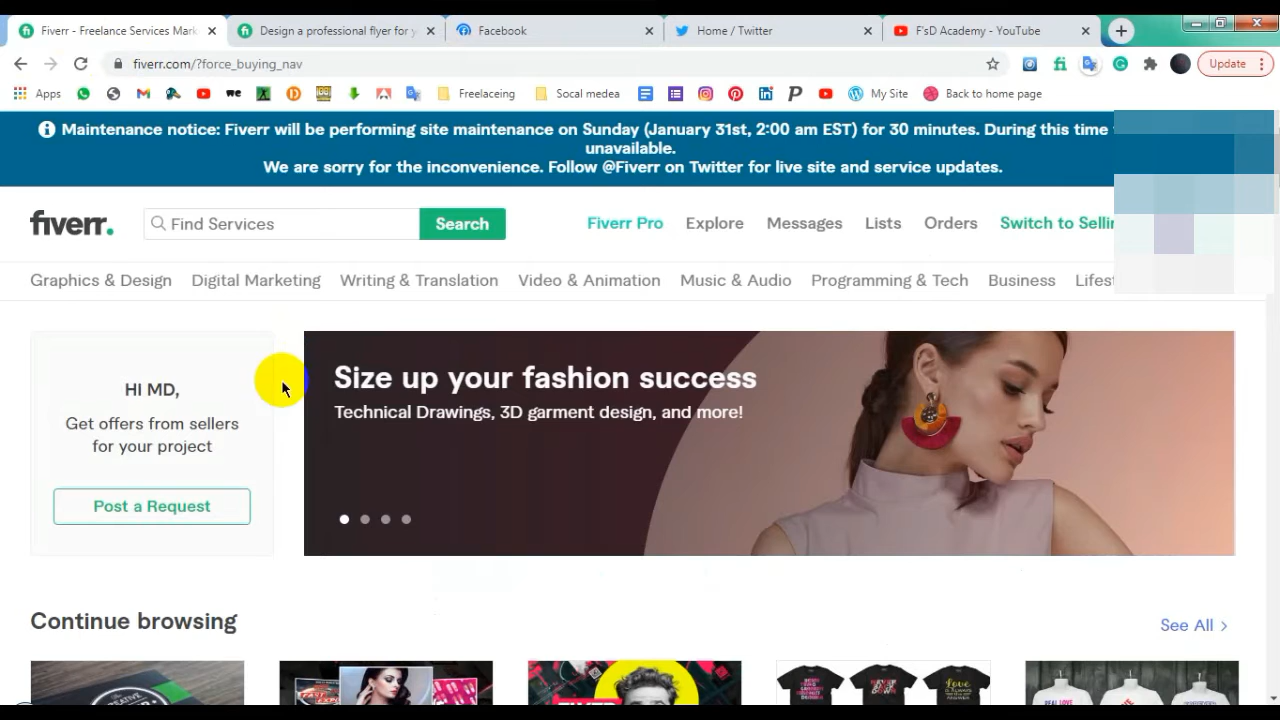 Fiverr - Freelance Services Mark
Design a professional flyer for y
Facebook
Home / Twitter
F'sD Academy - YouTube
fiverr.com/?force_buying_nav
Update
Apps
Freelaceing
Socal medea
My Site
Back to home page
Maintenance notice: Fiverr will be performing site maintenance on Sunday (January 31st, 2:00 am EST) for 30 minutes. During this time
unavailable.
We are sorry for the inconvenience. Follow @Fiverr on Twitter for live site and service updates.
fiverr.
Find Services
Search
Fiverr Pro
Explore
Messages
Lists
Orders
Switch to Sellin
Graphics & Design
Digital Marketing
Writing & Translation
Video & Animation
Music & Audio
Programming & Tech
Business
Lifest
HI MD,
Get offers from sellers
for your project
Post a Request
Size up your fashion success
Technical Drawings, 3D garment design, and more!
Continue browsing
See All